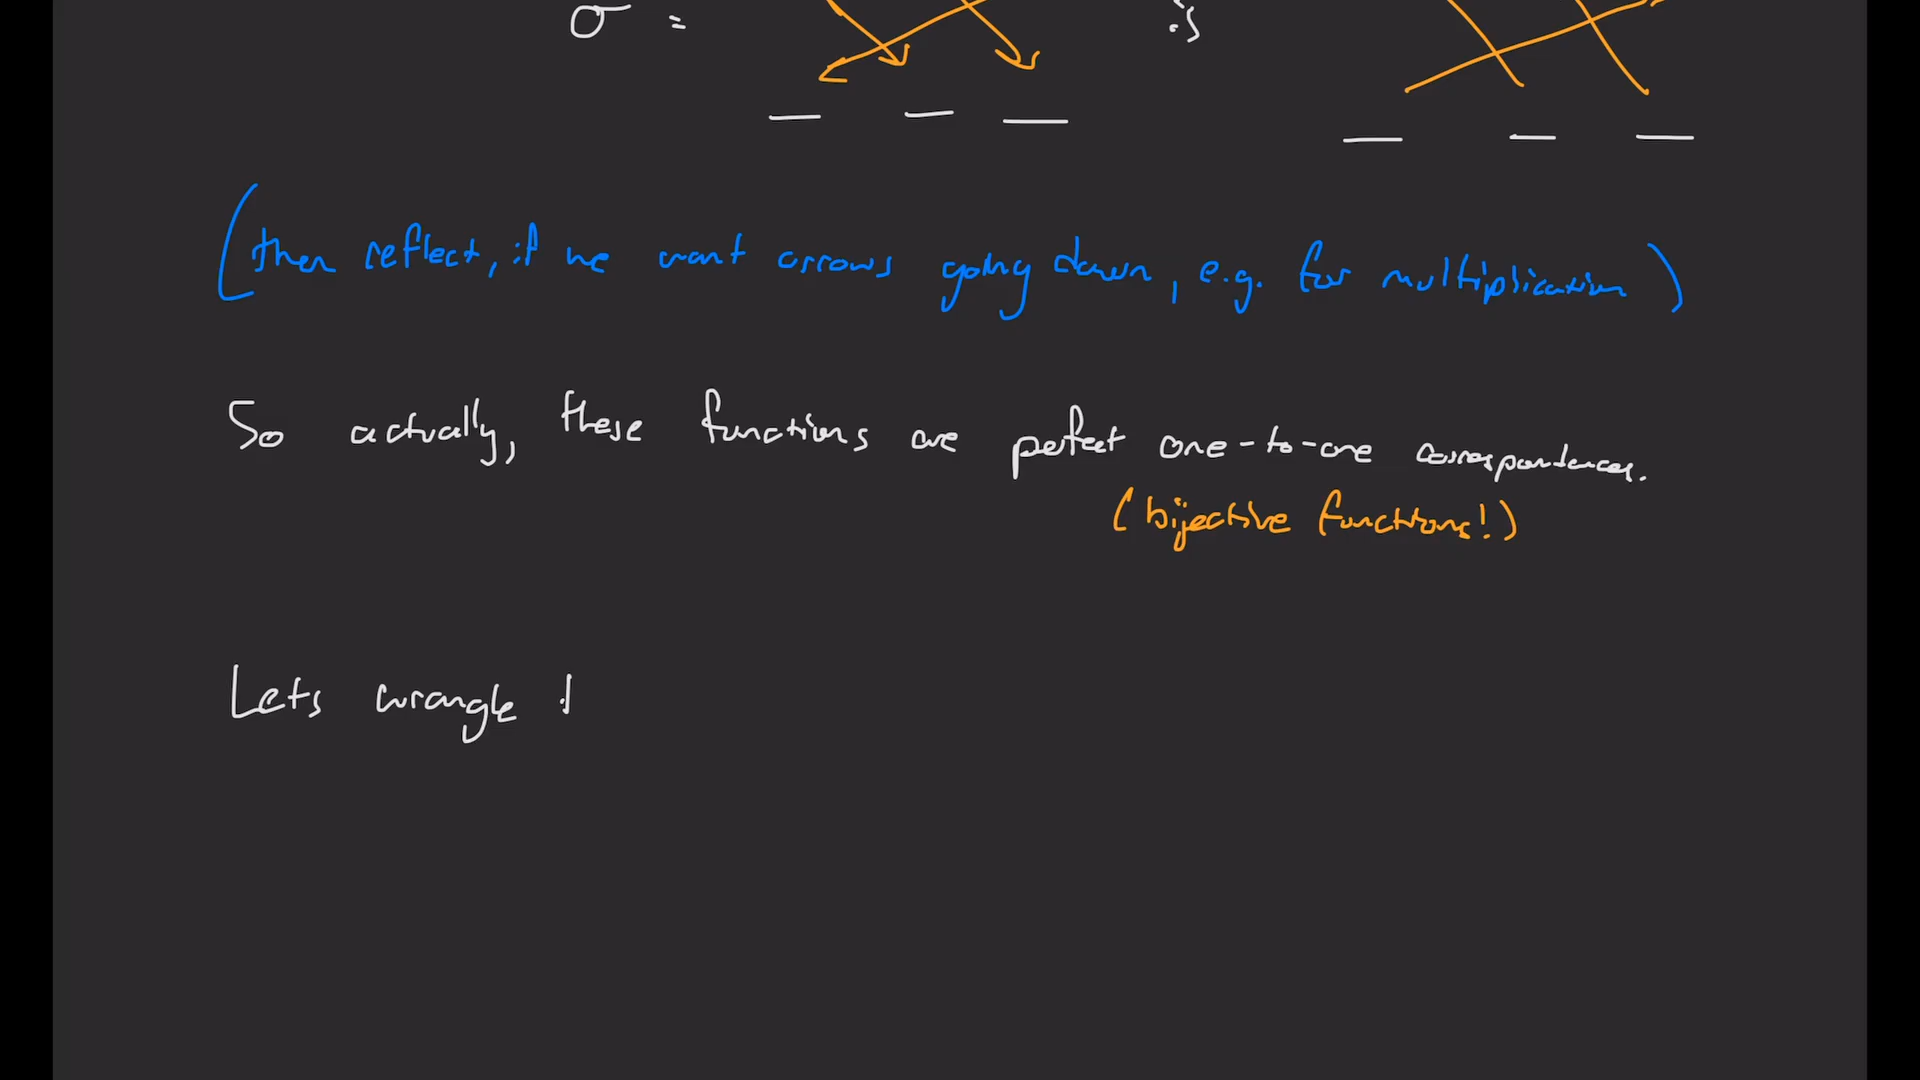 σ = is
(then reflect, if we want arrows going down, e.g. for multiplication)
So actually, these functions are perfect one-to-one correspondences.
(bijective functions!)
Lets wrangle